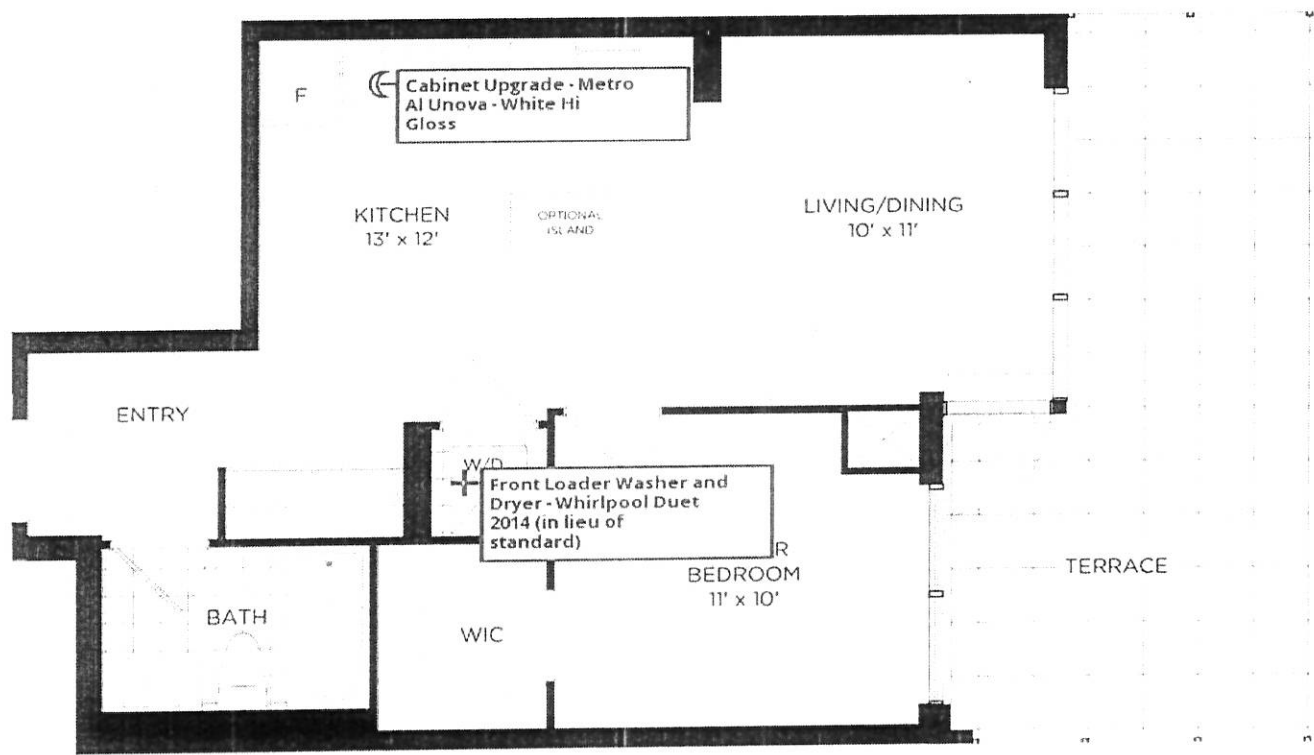 F
Cabinet Upgrade - Metro
Al Unova - White Hi
Gloss
KITCHEN
13' x 12'
OPTIONAL
ISLAND
LIVING/DINING
10' x 11'
ENTRY
W/D
Front Loader Washer and
Dryer - Whirlpool Duet
2014 (in lieu of
standard)
R
BEDROOM
11' x 10'
TERRACE
BATH
WIC